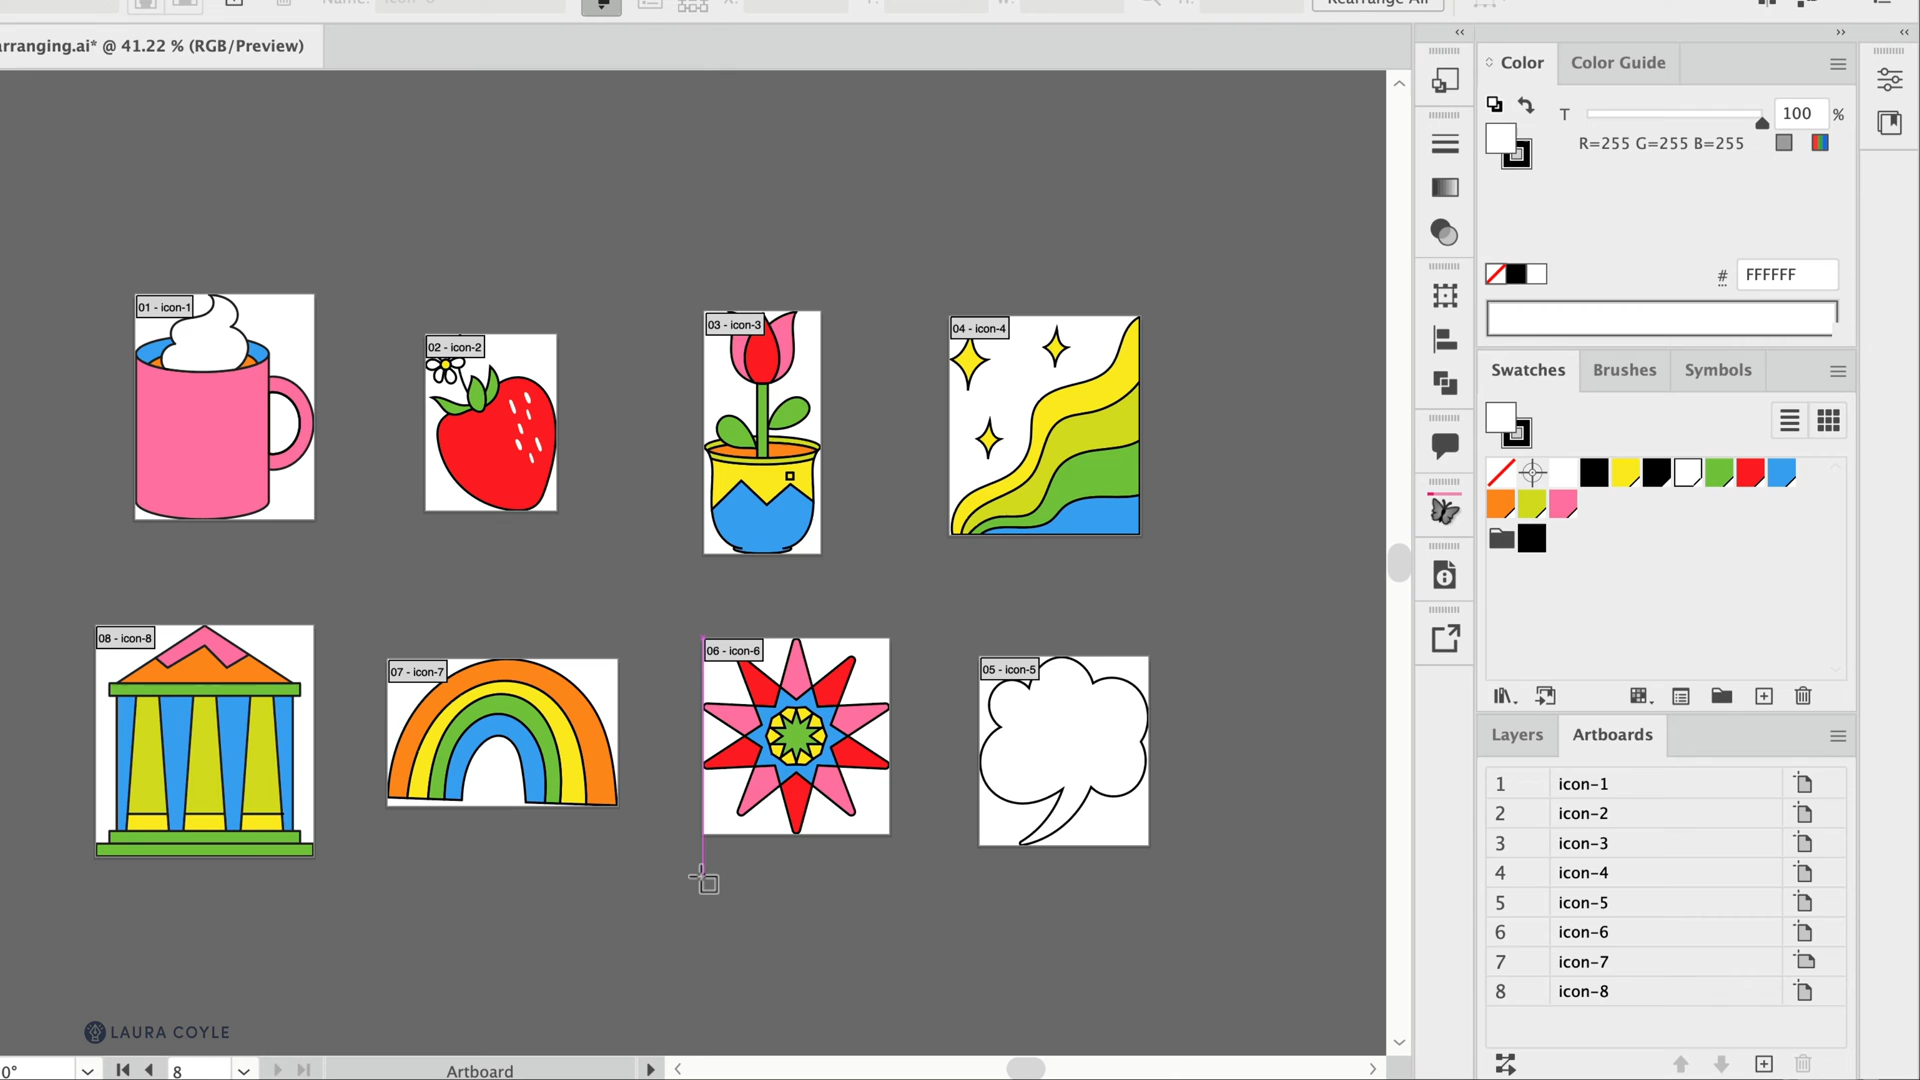 Rearrange All
rranging.ai* @ 41.22 % (RGB/Preview)
Color
Color Guide
T
100
%
R=255 G=255 B=255
# FFFFFF
Swatches
Brushes
Symbols
Layers
Artboards
1 icon-1
2 icon-2
3 icon-3
4 icon-4
5 icon-5
6 icon-6
7 icon-7
8 icon-8
01 - icon-1
02 - icon-2
03 - icon-3
04 - icon-4
08 - icon-8
07 - icon-7
06 - icon-6
05 - icon-5
LAURA COYLE
0°
8
Artboard